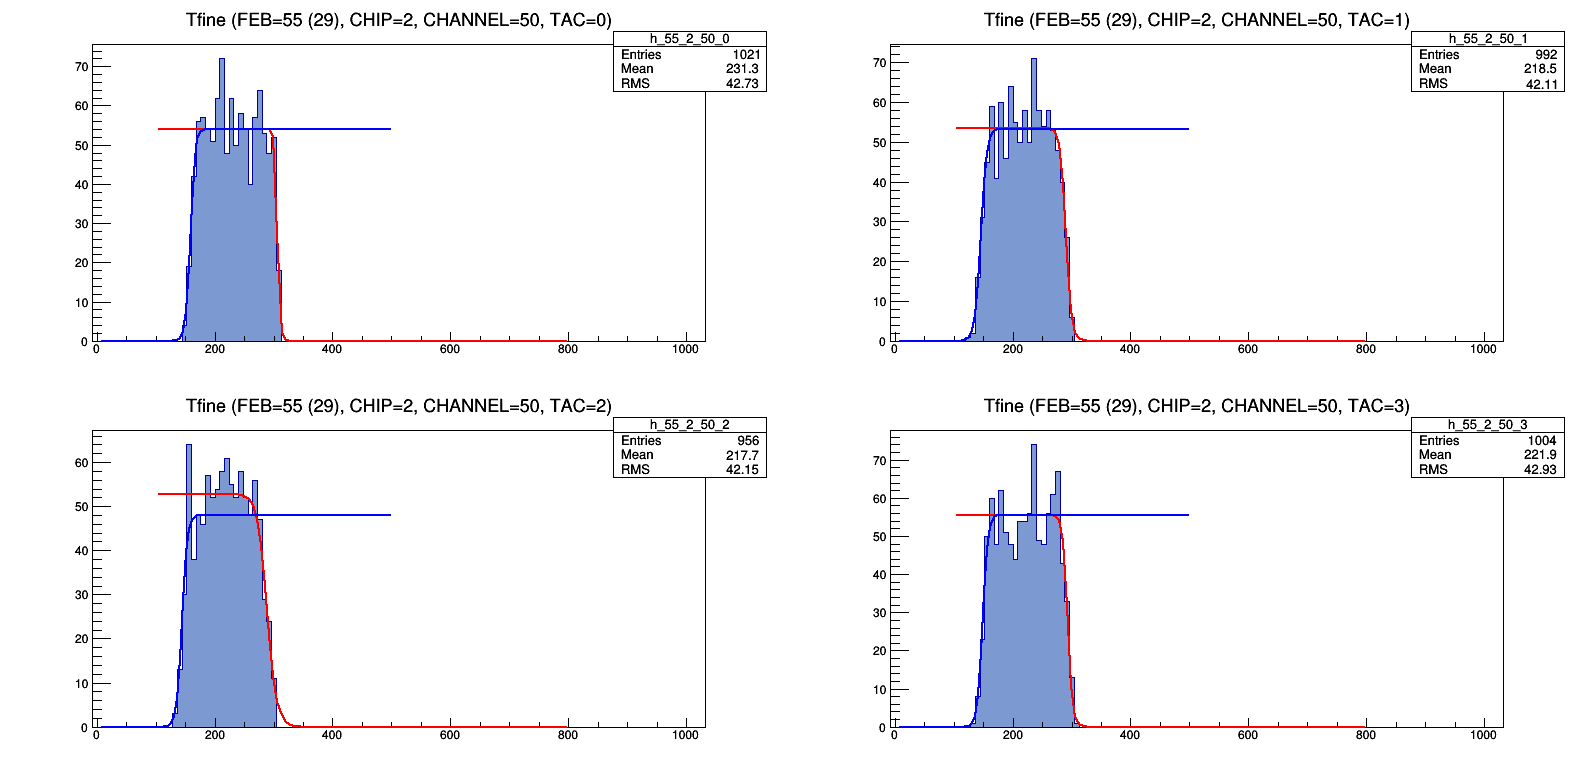 Tfine (FEB=55 (29), CHIP=2, CHANNEL=50, TAC=0)
h_55_2_50_0
Entries 1021
Mean 231.3
RMS 42.73
70
60
50
40
30
20
10
0
0 200 400 600 800 1000
Tfine (FEB=55 (29), CHIP=2, CHANNEL=50, TAC=1)
h_55_2_50_1
Entries 992
Mean 218.5
RMS 42.11
70
60
50
40
30
20
10
0
0 200 400 600 800 1000
Tfine (FEB=55 (29), CHIP=2, CHANNEL=50, TAC=2)
h_55_2_50_2
Entries 956
Mean 217.7
RMS 42.15
60
50
40
30
20
10
0
0 200 400 600 800 1000
Tfine (FEB=55 (29), CHIP=2, CHANNEL=50, TAC=3)
h_55_2_50_3
Entries 1004
Mean 221.9
RMS 42.93
70
60
50
40
30
20
10
0
0 200 400 600 800 1000